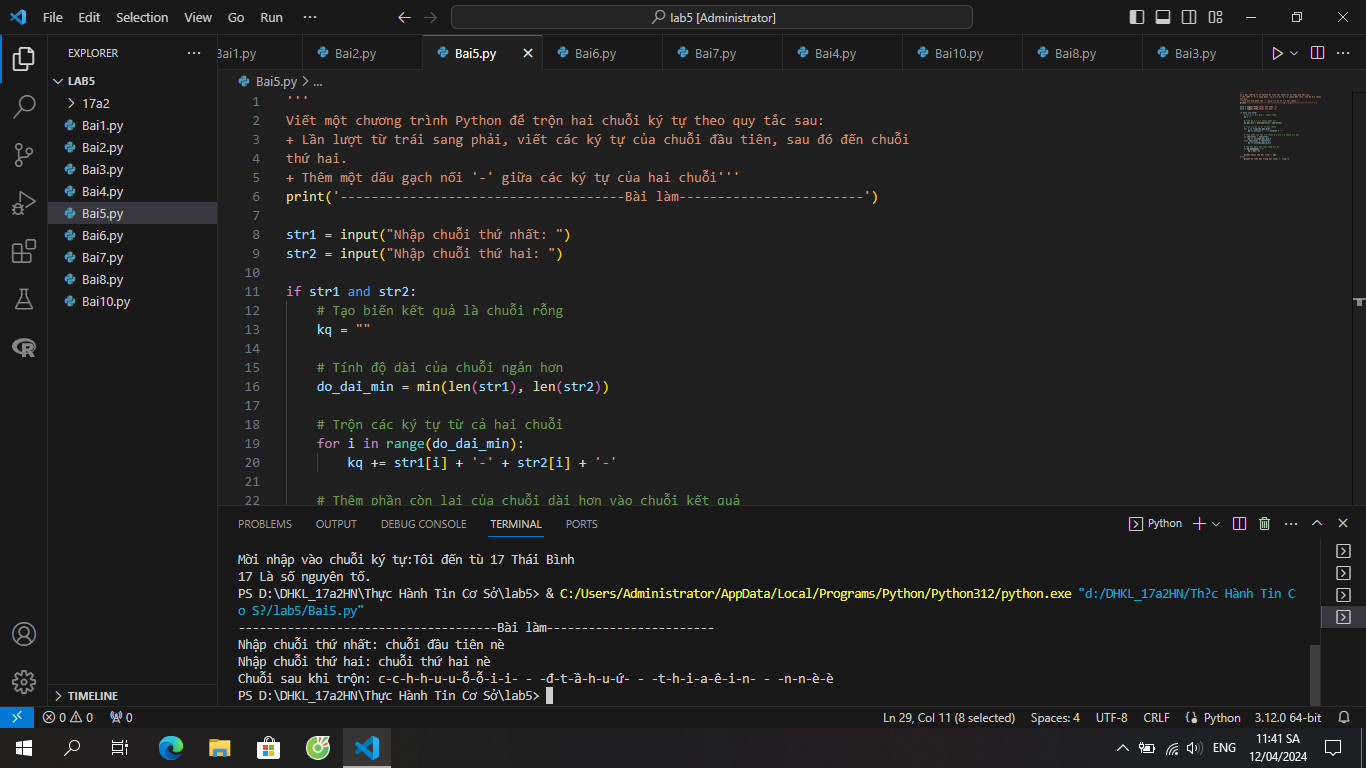 File Edit Selection View Go Run ··· lab5 [Administrator]
EXPLORER ···
LAB5
17a2
Bai1.py
Bai2.py
Bai3.py
Bai4.py
Bai5.py
Bai6.py
Bai7.py
Bai8.py
Bai10.py
TIMELINE
Bai1.py Bai2.py Bai5.py Bai6.py Bai7.py Bai4.py Bai10.py Bai8.py Bai3.py
Bai5.py > ...
1 '''
2 Viết một chương trình Python để trộn hai chuỗi ký tự theo quy tắc sau:
3 + Lần lượt từ trái sang phải, viết các ký tự của chuỗi đầu tiên, sau đó đến chuỗi
4 thứ hai.
5 + Thêm một dấu gạch nối '-' giữa các ký tự của hai chuỗi'''
6 print('-------------------------------------Bài làm------------------------')
7
8 str1 = input("Nhập chuỗi thứ nhất: ")
9 str2 = input("Nhập chuỗi thứ hai: ")
10
11 if str1 and str2:
12 # Tạo biến kết quả là chuỗi rỗng
13 kq = ""
14
15 # Tính độ dài của chuỗi ngắn hơn
16 do_dai_min = min(len(str1), len(str2))
17
18 # Trộn các ký tự từ cả hai chuỗi
19 for i in range(do_dai_min):
20 kq += str1[i] + '-' + str2[i] + '-'
21
22 # Thêm phần còn lại của chuỗi dài hơn vào chuỗi kết quả
PROBLEMS OUTPUT DEBUG CONSOLE TERMINAL PORTS Python
Mời nhập vào chuỗi ký tự:Tôi đến từ 17 Thái Bình
17 Là số nguyên tố.
PS D:\DHKL_17a2HN\Thực Hành Tin Cơ Sở\lab5> & C:/Users/Administrator/AppData/Local/Programs/Python/Python312/python.exe "d:/DHKL_17a2HN/Th?c Hành Tin C
o S?/lab5/Bai5.py"
-------------------------------------Bài làm------------------------
Nhập chuỗi thứ nhất: chuỗi đầu tiên nè
Nhập chuỗi thứ hai: chuỗi thứ hai nè
Chuỗi sau khi trộn: c-c-h-h-u-u-ỗ-ỗ-i-i- - -đ-t-ầ-h-u-ứ- - -t-h-i-a-ê-i-n- - -n-n-è-è
PS D:\DHKL_17a2HN\Thực Hành Tin Cơ Sở\lab5>
0 0 0 Ln 29, Col 11 (8 selected) Spaces: 4 UTF-8 CRLF Python 3.12.0 64-bit
ENG 11:41 SA
12/04/2024